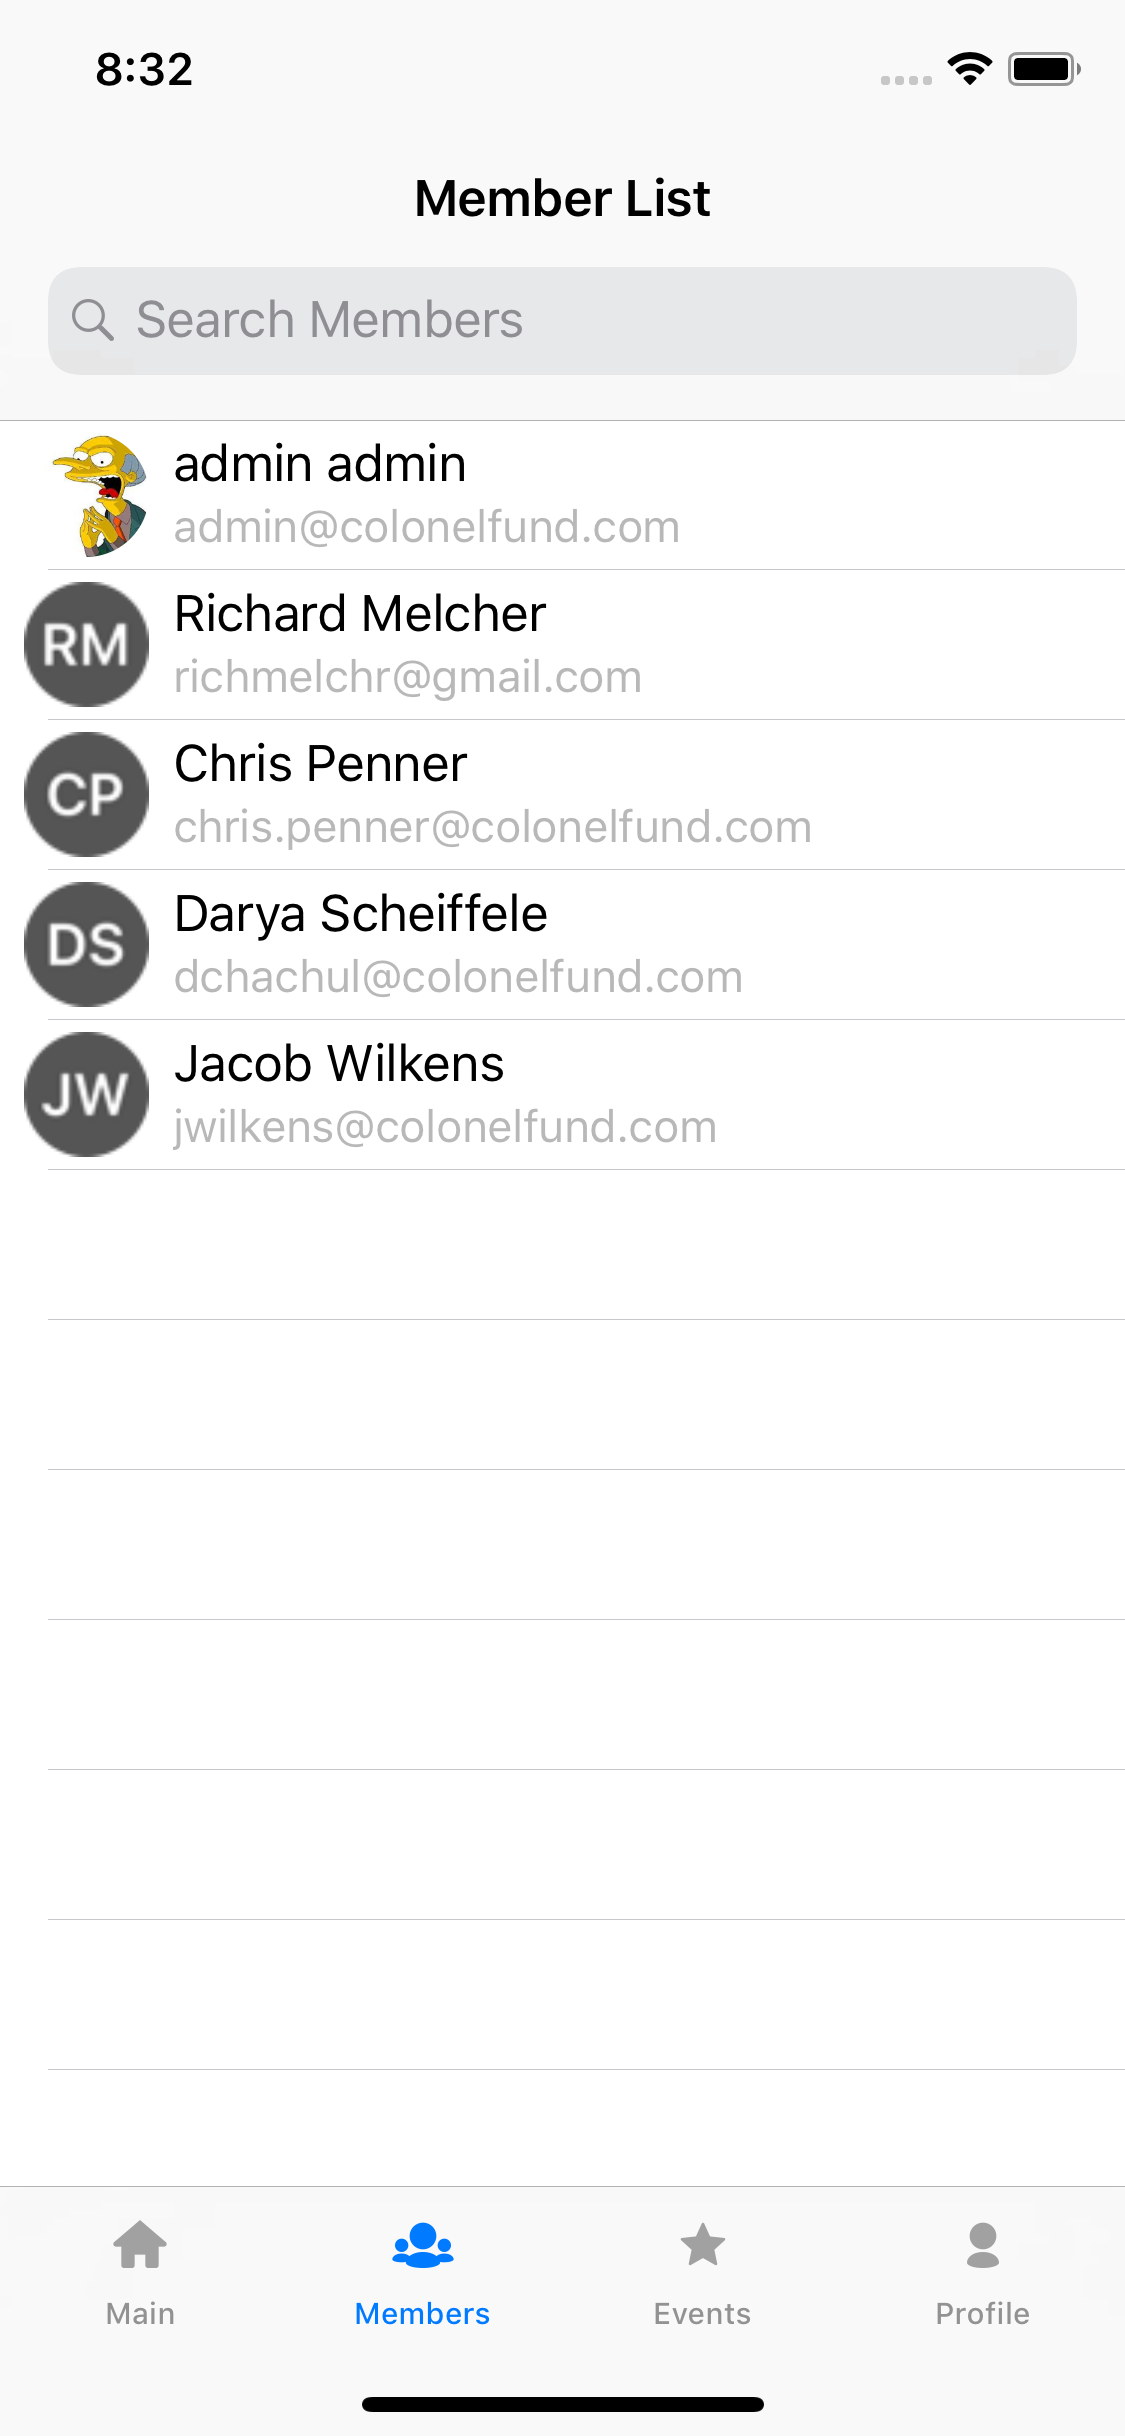 8:32
Member List
Search Members
admin admin
admin@colonelfund.com
RM
Richard Melcher
richmelchr@gmail.com
CP
Chris Penner
chris.penner@colonelfund.com
DS
Darya Scheiffele
dchachul@colonelfund.com
JW
Jacob Wilkens
jwilkens@colonelfund.com
Main
Members
Events
Profile